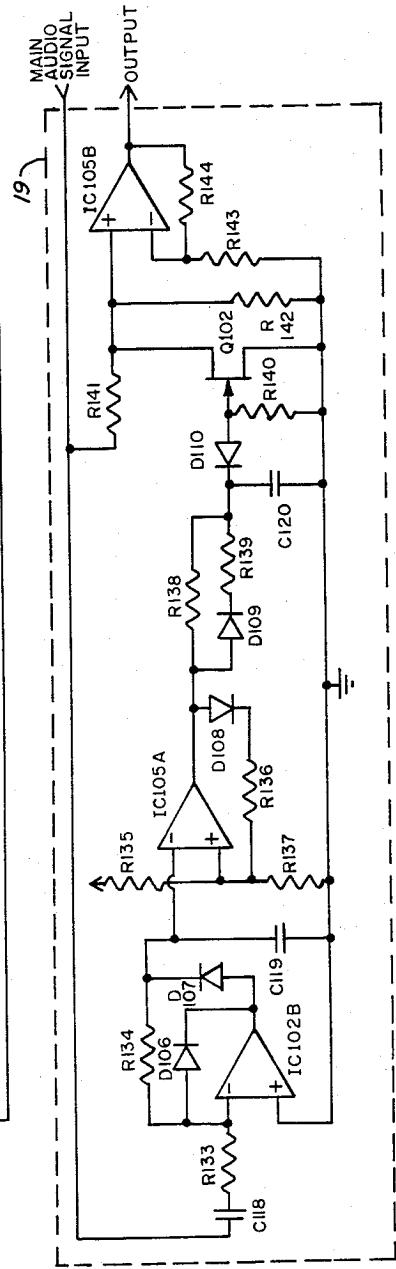 19
MAIN
AUDIO
SIGNAL
INPUT
OUTPUT
IC105B
+
-
R144
R143
R141
R
142
Q102
R140
D110
C120
R138
R139
D109
D108
R136
IC105A
-
+
R135
R137
C119
R134
D
107
D106
IC102B
-
+
R133
C118